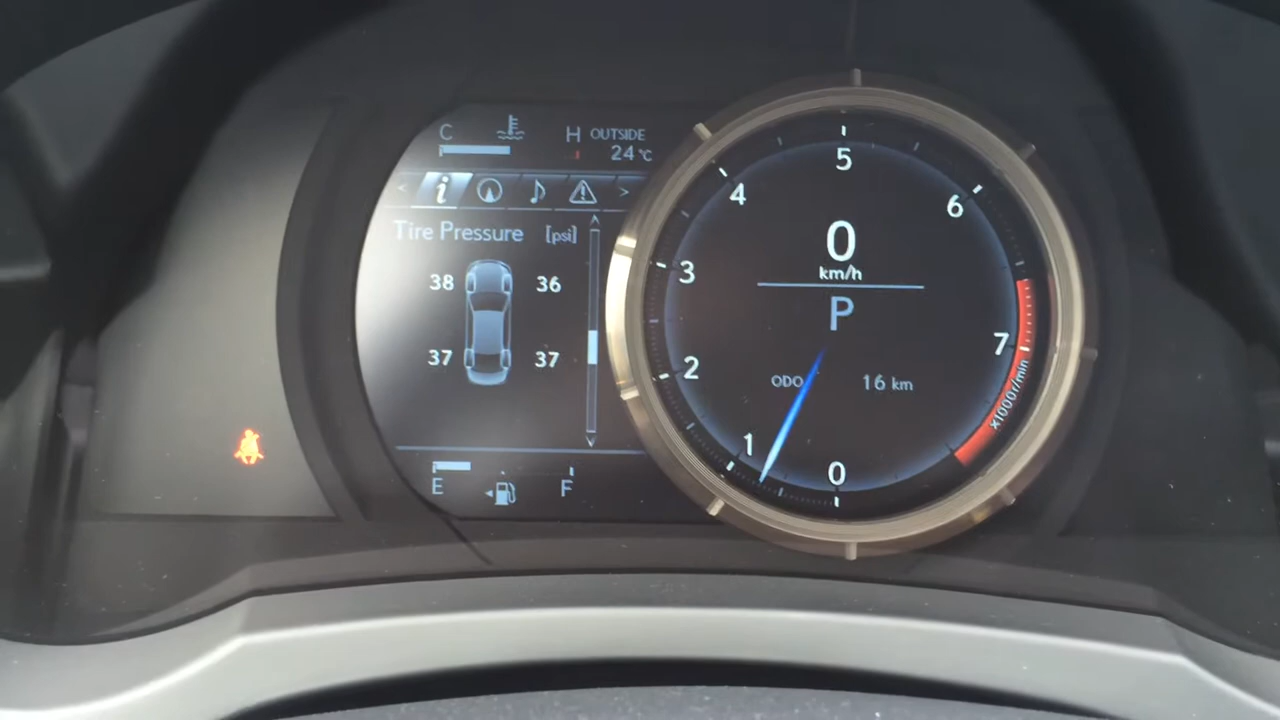 C H OUTSIDE
24°C
< i >
Tire Pressure [psi]
38 36
37 37
E F
0
1
2
3
4
5
6
7
x1000r/min
0
km/h
P
ODO 16 km